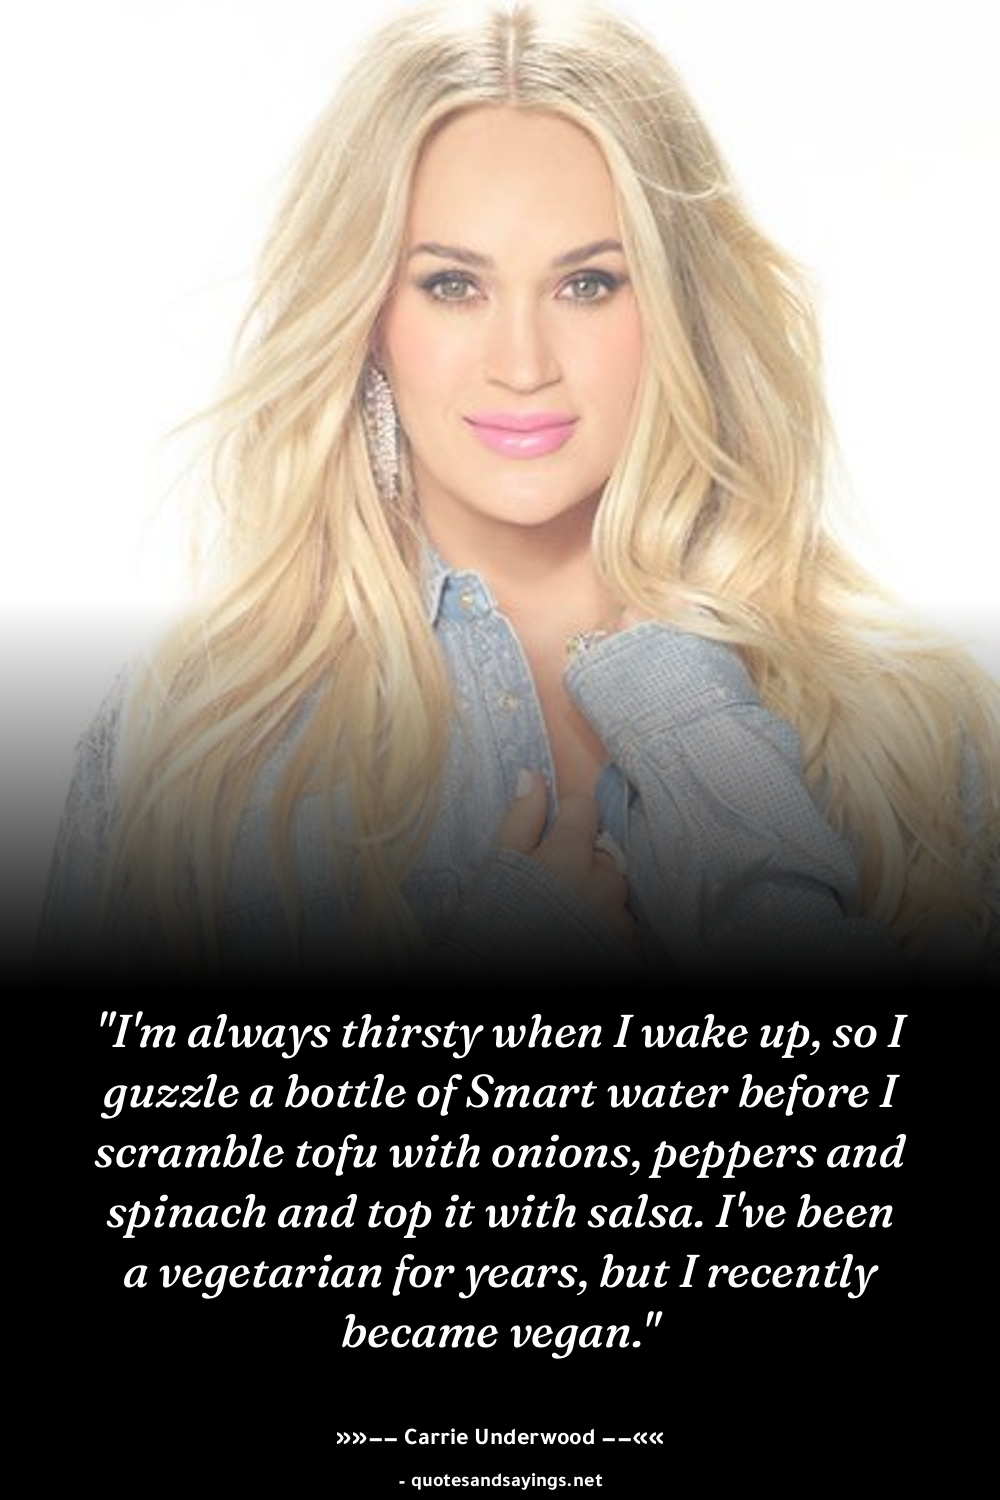 "I'm always thirsty when I wake up, so I
guzzle a bottle of Smart water before I
scramble tofu with onions, peppers and
spinach and top it with salsa. I've been
a vegetarian for years, but I recently
became vegan."
»»−− Carrie Underwood −−««
- quotesandsayings.net